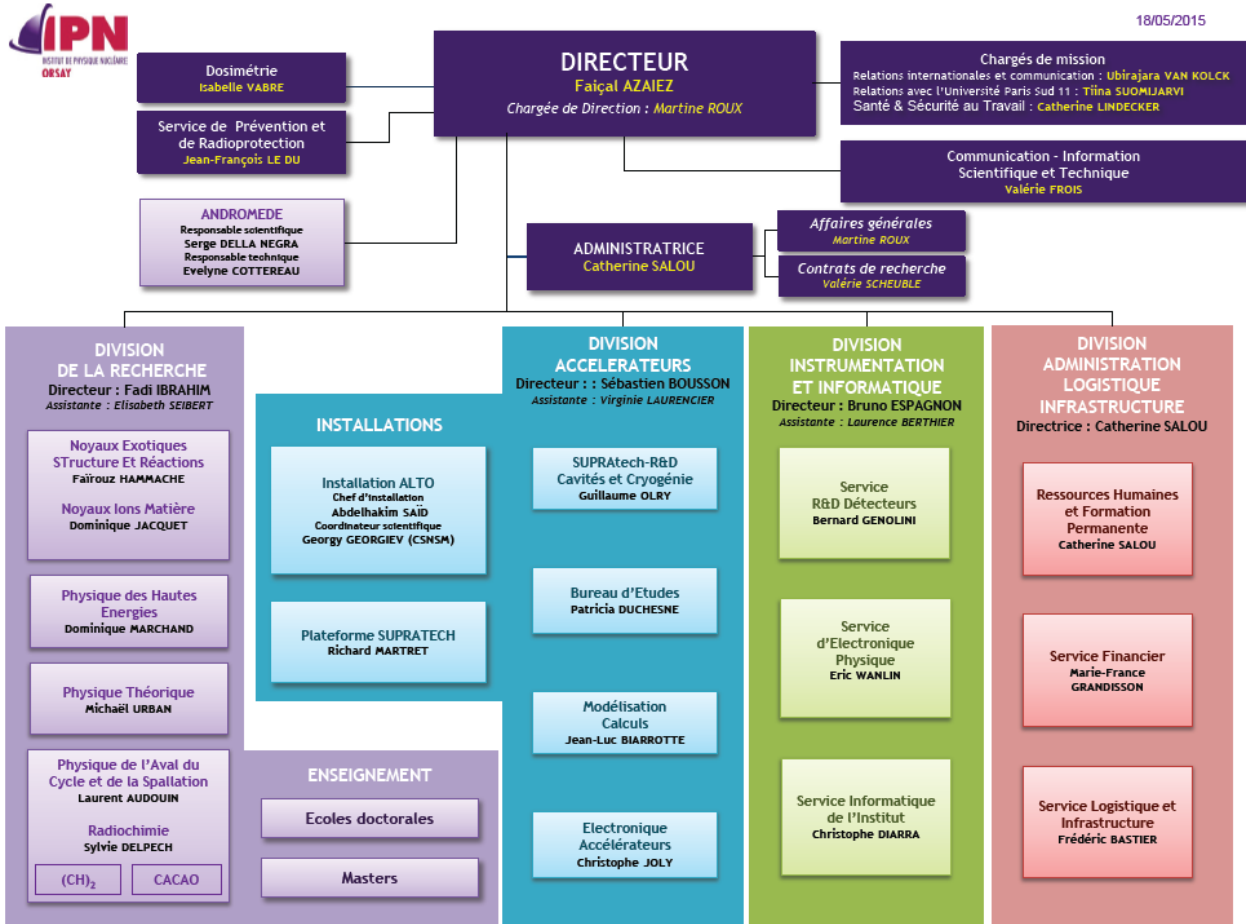 18/05/2015
IPN
INSTITUT DE PHYSIQUE NUCLÉAIRE
ORSAY
DIRECTEUR
Faiçal AZAIEZ
Chargée de Direction : Martine ROUX
Dosimétrie
Isabelle VABRE
Service de Prévention et
de Radioprotection
Jean-François LE DU
Chargés de mission
Relations internationales et communication : Ubirajara VAN KOLCK
Relations avec l'Université Paris Sud 11 : Tiina SUOMIJARVI
Santé & Sécurité au Travail : Catherine LINDECKER
Communication - Information
Scientifique et Technique
Valérie FROIS
ANDROMEDE
Responsable scientifique
Serge DELLA NEGRA
Responsable technique
Evelyne COTTEREAU
ADMINISTRATRICE
Catherine SALOU
Affaires générales
Martine ROUX
Contrats de recherche
Valérie SCHEUBLE
DIVISION
DE LA RECHERCHE
Directeur : Fadi IBRAHIM
Assistante : Elisabeth SEIBERT
Noyaux Exotiques
STructure Et Réactions
Faïrouz HAMMACHE
Noyaux Ions Matière
Dominique JACQUET
Physique des Hautes
Energies
Dominique MARCHAND
Physique Théorique
Michaël URBAN
Physique de l'Aval du
Cycle et de la Spallation
Laurent AUDOUIN
Radiochimie
Sylvie DELPECH
(CH)₂
CACAO
INSTALLATIONS
Installation ALTO
Chef d'installation
Abdelhakim SAÏD
Coordinateur scientifique
Georgy GEORGIEV (CSNSM)
Plateforme SUPRATECH
Richard MARTRET
ENSEIGNEMENT
Ecoles doctorales
Masters
DIVISION
ACCELERATEURS
Directeur : : Sébastien BOUSSON
Assistante : Virginie LAURENCIER
SUPRAtech-R&D
Cavités et Cryogénie
Guillaume OLRY
Bureau d'Etudes
Patricia DUCHESNE
Modélisation
Calculs
Jean-Luc BIARROTTE
Electronique
Accélérateurs
Christophe JOLY
DIVISION
INSTRUMENTATION
ET INFORMATIQUE
Directeur : Bruno ESPAGNON
Assistante : Laurence BERTHIER
Service
R&D Détecteurs
Bernard GENOLINI
Service
d'Electronique
Physique
Eric WANLIN
Service Informatique
de l'Institut
Christophe DIARRA
DIVISION
ADMINISTRATION
LOGISTIQUE
INFRASTRUCTURE
Directrice : Catherine SALOU
Ressources Humaines
et Formation
Permanente
Catherine SALOU
Service Financier
Marie-France
GRANDISSON
Service Logistique et
Infrastructure
Frédéric BASTIER